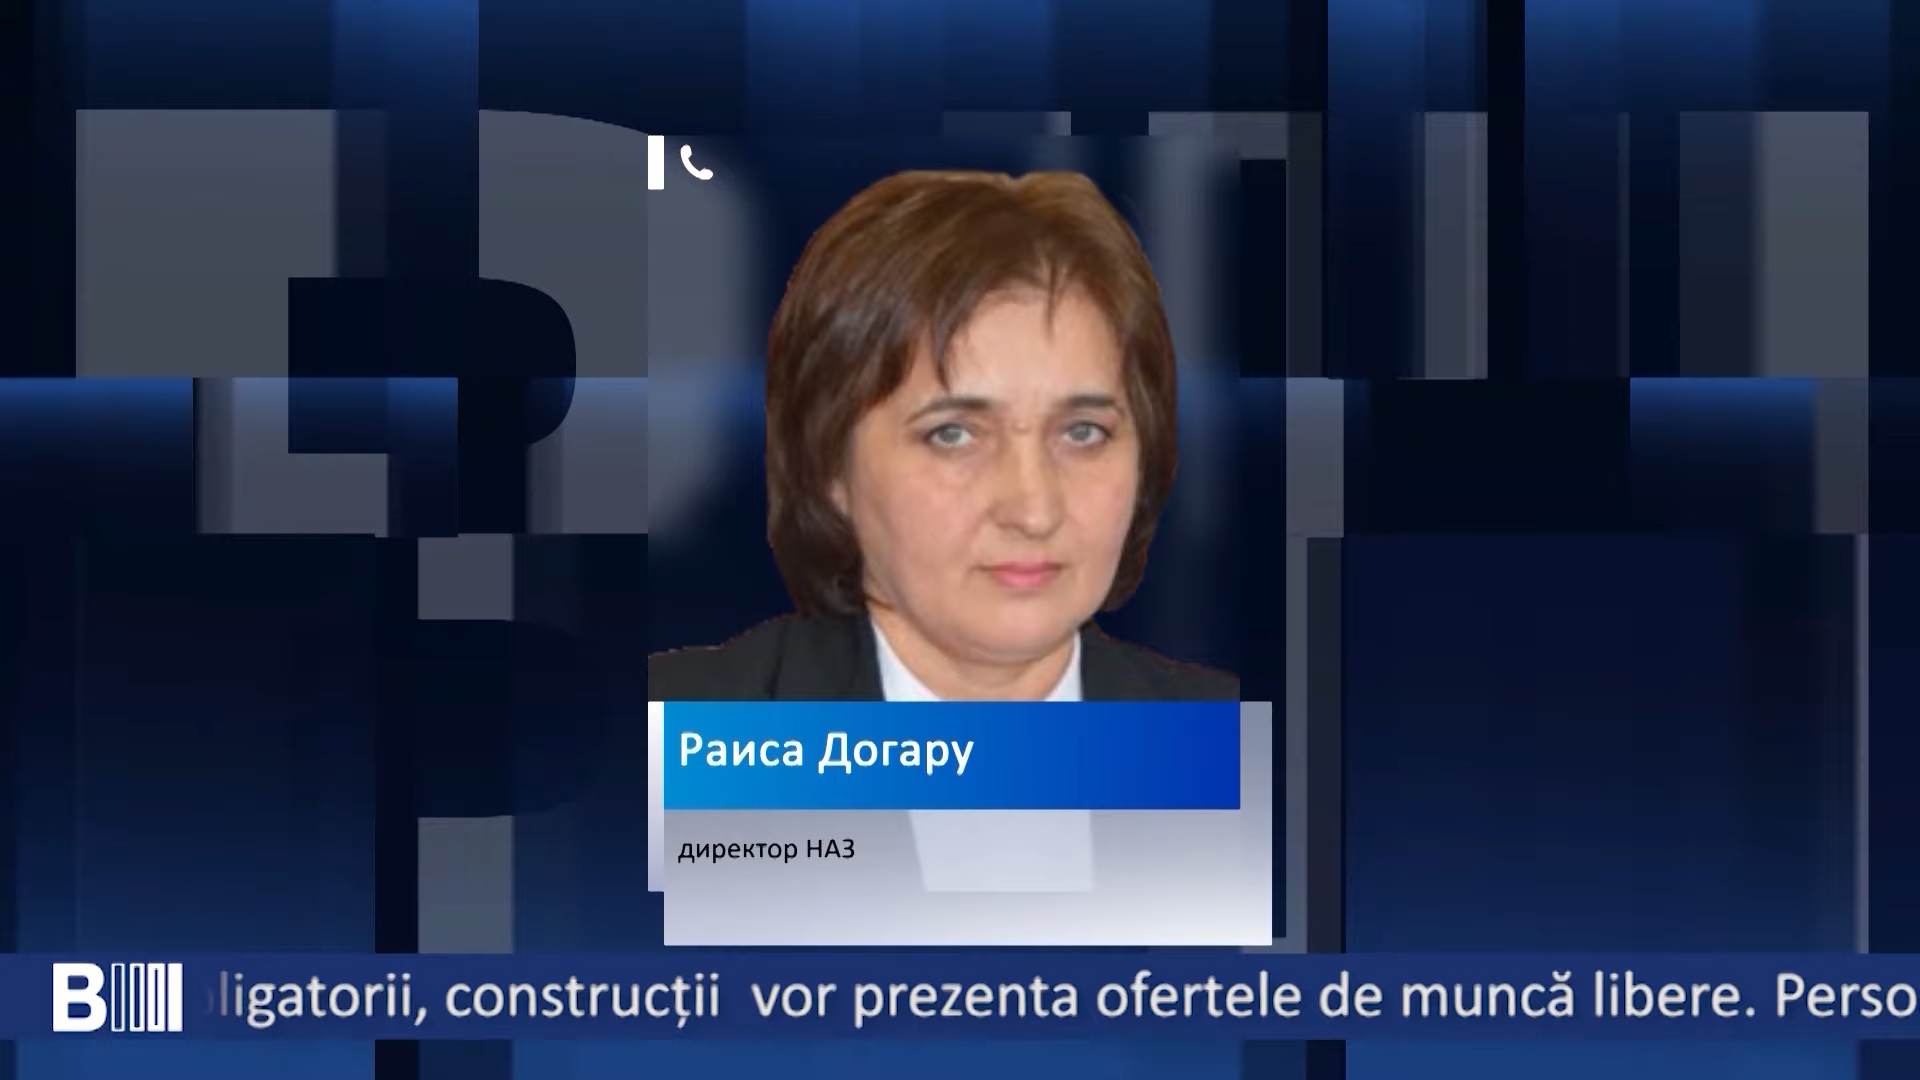 Раиса Догару
директор НАЗ
B ligatorii, construcții vor prezenta ofertele de muncă libere. Perso